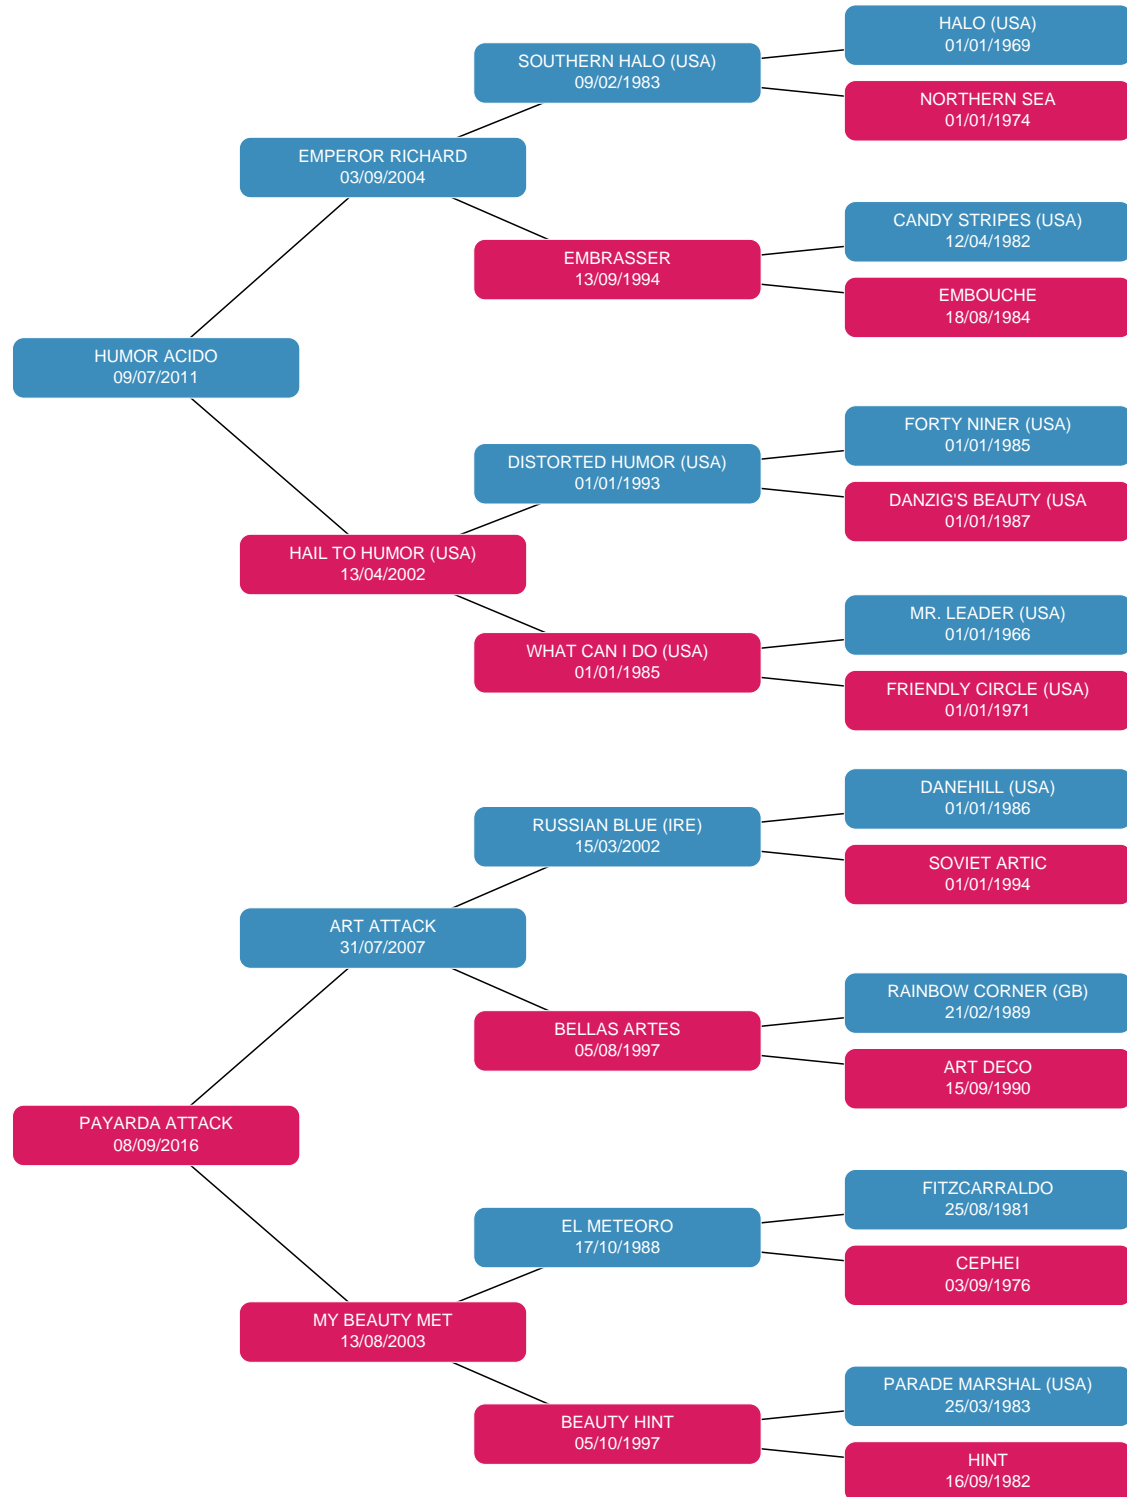 HALO (USA)
01/01/1969
SOUTHERN HALO (USA)
09/02/1983
NORTHERN SEA
01/01/1974
EMPEROR RICHARD
03/09/2004
CANDY STRIPES (USA)
12/04/1982
EMBRASSER
13/09/1994
EMBOUCHE
18/08/1984
HUMOR ACIDO
09/07/2011
FORTY NINER (USA)
01/01/1985
DISTORTED HUMOR (USA)
01/01/1993
DANZIG'S BEAUTY (USA
01/01/1987
HAIL TO HUMOR (USA)
13/04/2002
MR. LEADER (USA)
01/01/1966
WHAT CAN I DO (USA)
01/01/1985
FRIENDLY CIRCLE (USA)
01/01/1971
DANEHILL (USA)
01/01/1986
RUSSIAN BLUE (IRE)
15/03/2002
SOVIET ARTIC
01/01/1994
ART ATTACK
31/07/2007
RAINBOW CORNER (GB)
21/02/1989
BELLAS ARTES
05/08/1997
ART DECO
15/09/1990
PAYARDA ATTACK
08/09/2016
FITZCARRALDO
25/08/1981
EL METEORO
17/10/1988
CEPHEI
03/09/1976
MY BEAUTY MET
13/08/2003
PARADE MARSHAL (USA)
25/03/1983
BEAUTY HINT
05/10/1997
HINT
16/09/1982